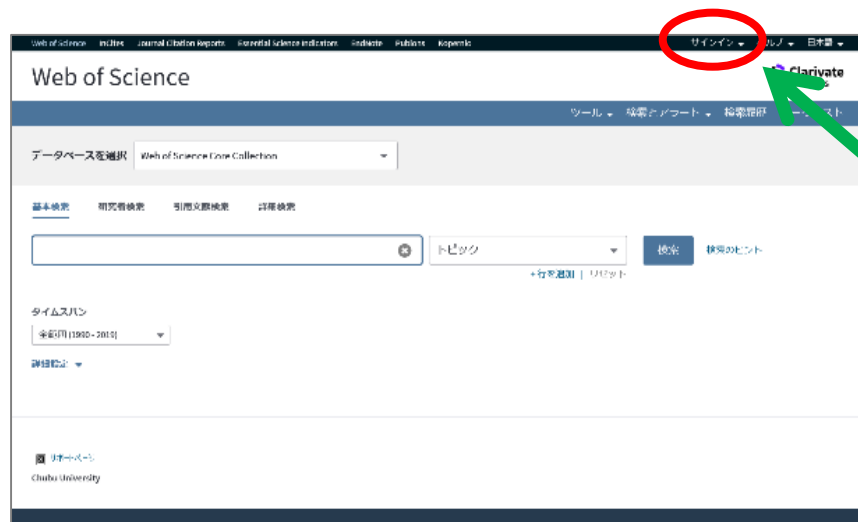 Web of Science InCites Journal Citation Reports Essential Science Indicators EndNote Publons Kopernio サインイン 日本語
Web of Science
Clarivate
ツール 検索とアラート 検索履歴
データベースを選択 Web of Science Core Collection
基本検索 研究者検索 引用文献検索 詳細検索
トピック 検索 検索のヒント
+行を追加 | リセット
タイムスパン
全範囲 (1990 - 2019)
詳細設定
サポートページ
Chubu University